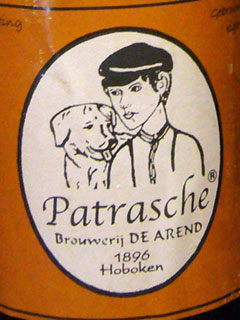 Patrasche®
Brouwerij DE AREND
1896
Hoboken